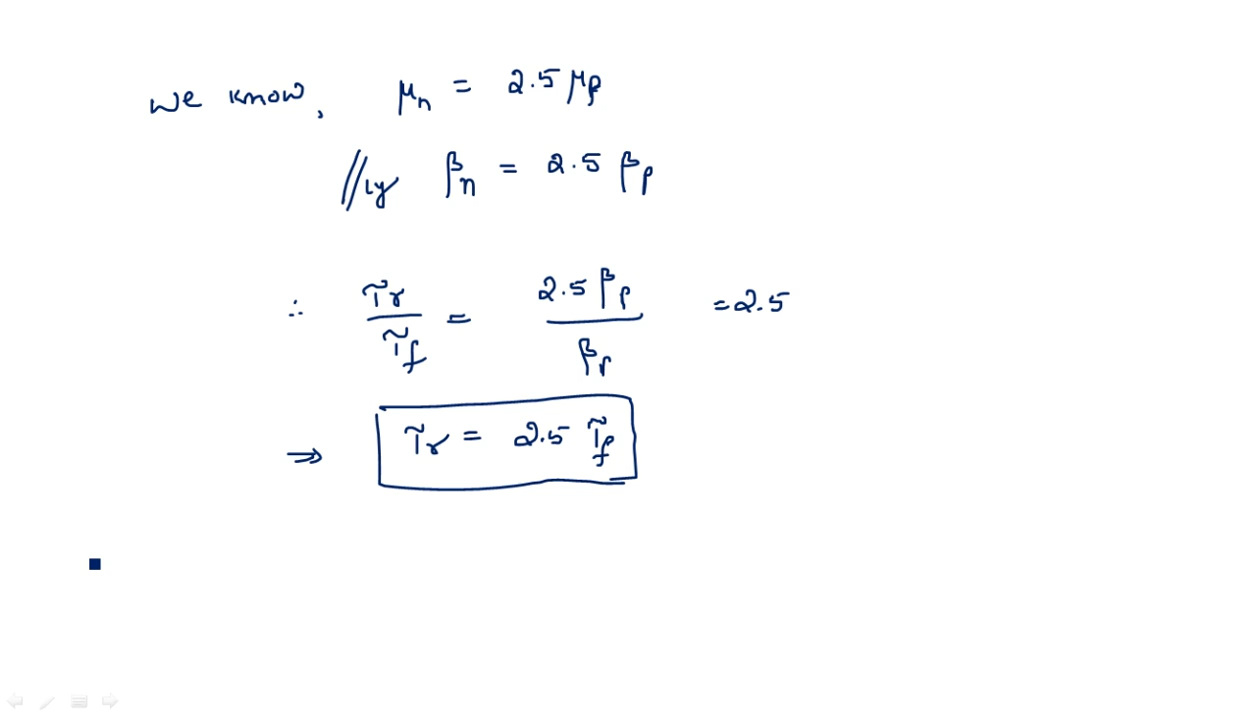 we know, μn = 2.5 μp
//ly βn = 2.5 βp
∴ τr / τf = 2.5 βp / βp = 2.5
⇒ τr = 2.5 τf